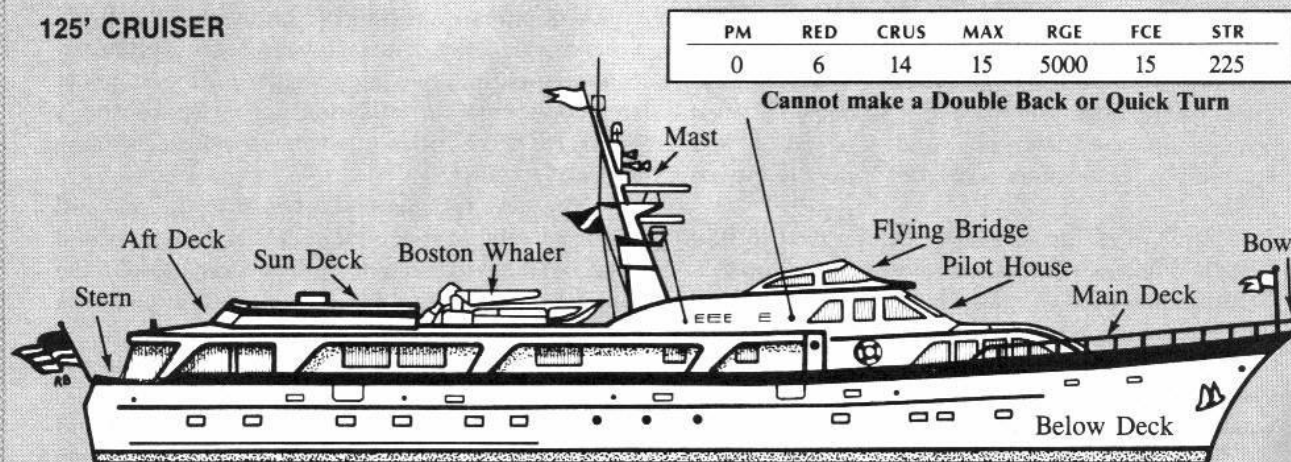 125' CRUISER
PM RED CRUS MAX RGE FCE STR
0 6 14 15 5000 15 225
Cannot make a Double Back or Quick Turn
Mast
Flying Bridge
Aft Deck
Sun Deck
Boston Whaler
Pilot House
Bow
Stern
Main Deck
RB
Below Deck